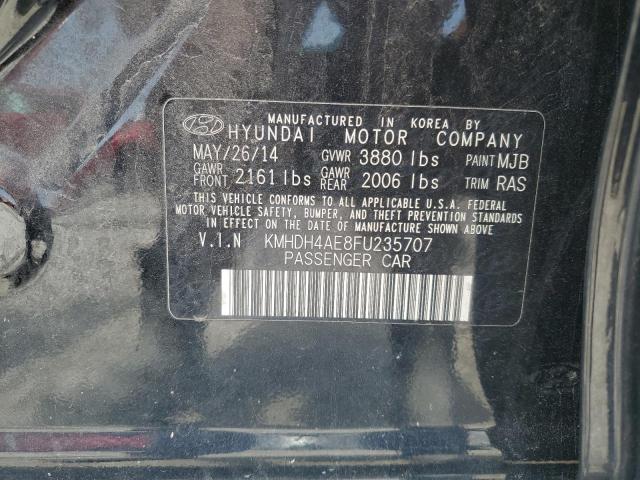 MANUFACTURED IN KOREA BY
HYUNDAI MOTOR COMPANY
MAY/26/14 GVWR 3880 lbs PAINT MJB
GAWR FRONT 2161 lbs GAWR REAR 2006 lbs TRIM RAS
THIS VEHICLE CONFORMS TO ALL APPLICABLE U.S.A. FEDERAL
MOTOR VEHICLE SAFETY, BUMPER, AND THEFT PREVENTION STANDARDS
IN EFFECT ON THE DATE OF MANUFACTURE SHOWN ABOVE.
V.I.N KMHDH4AE8FU235707
PASSENGER CAR